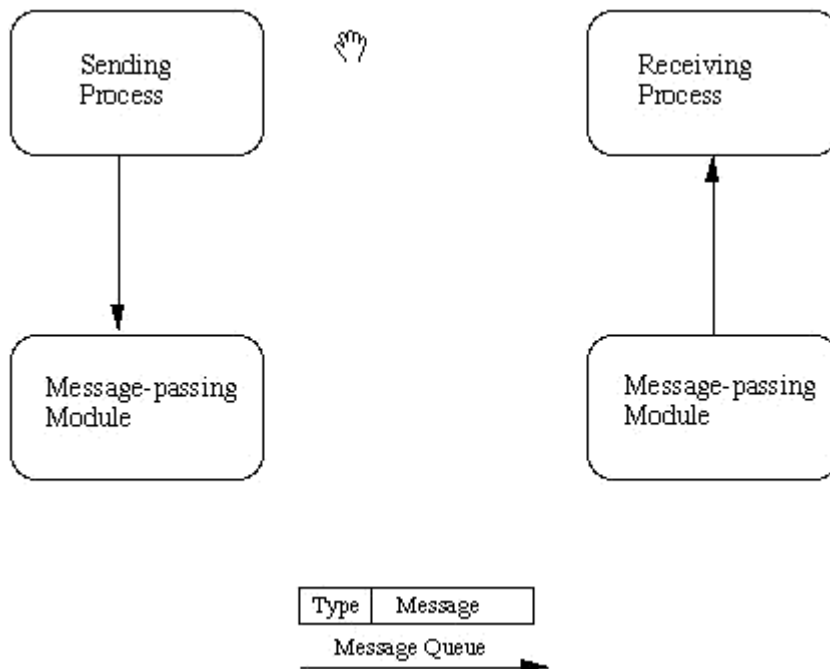 Sending
Process
Receiving
Process
Message-passing
Module
Message-passing
Module
Type
Message
Message Queue